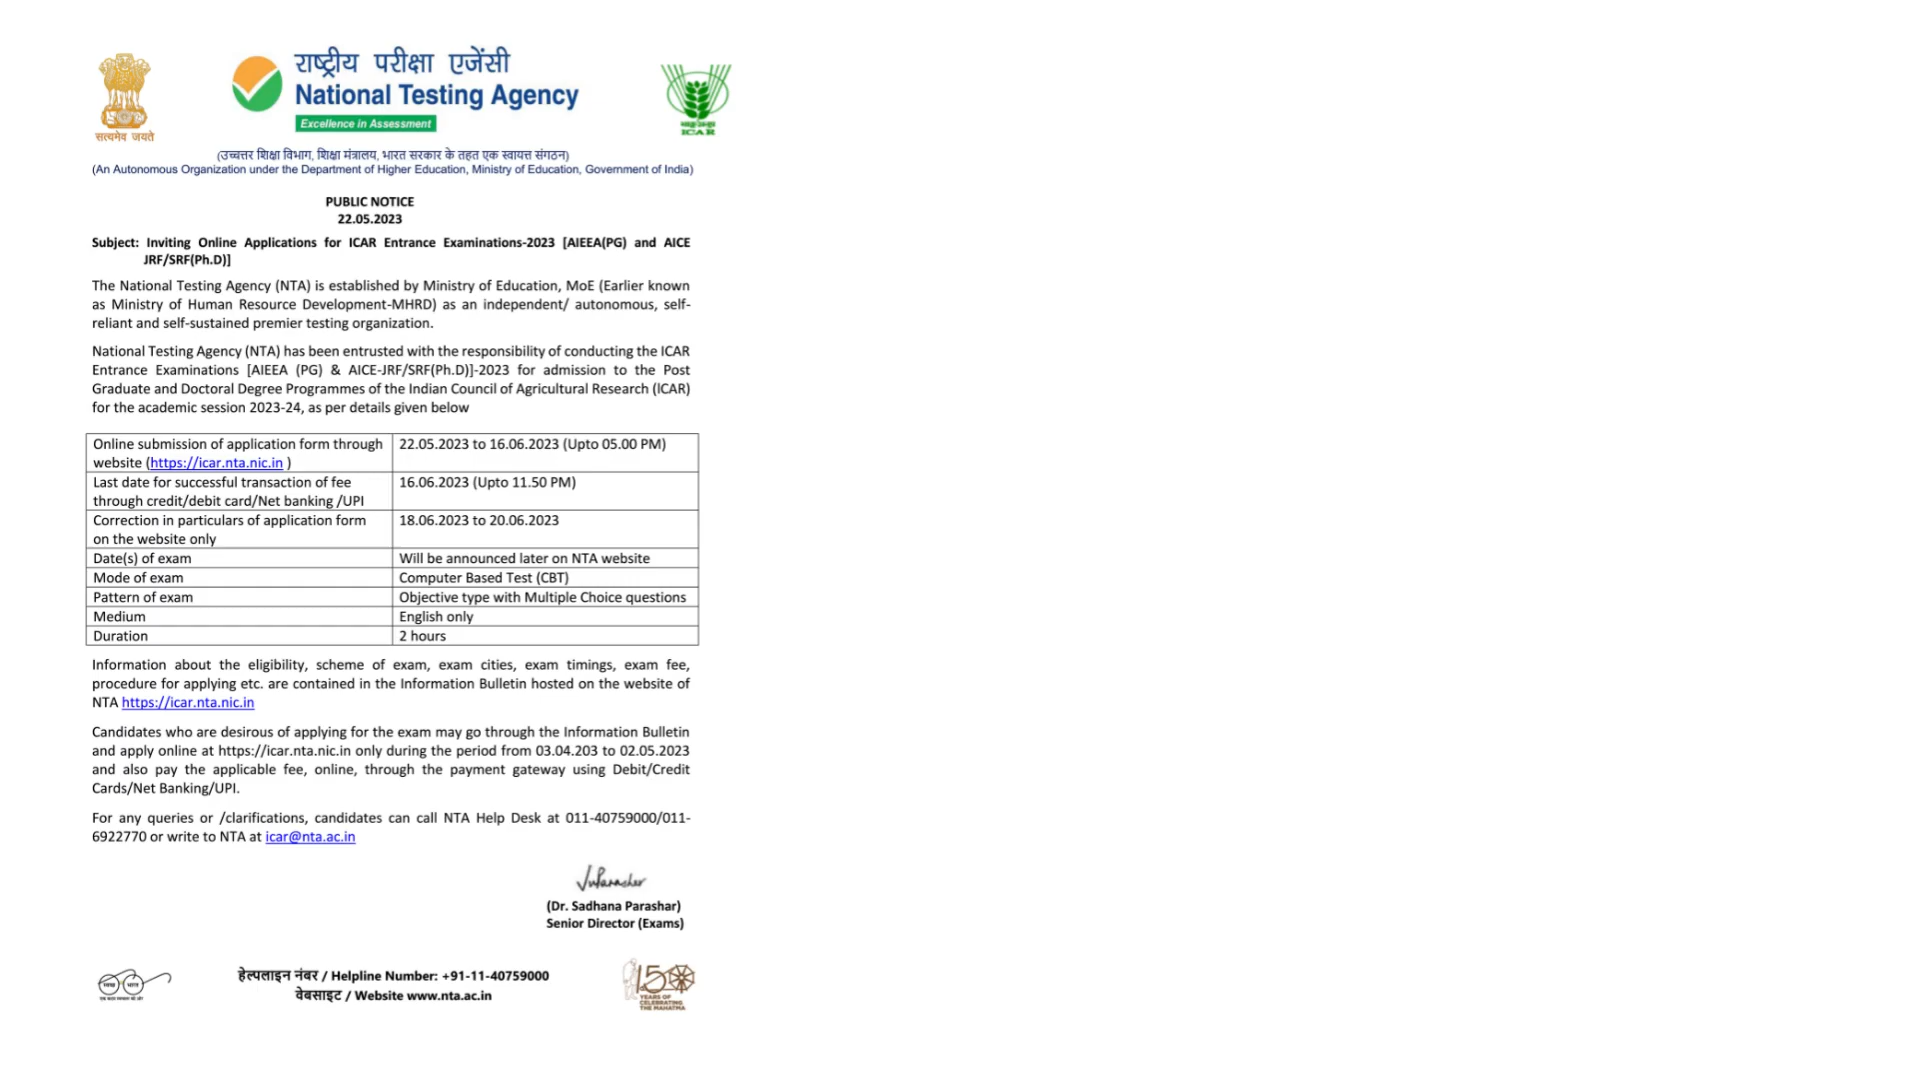 राष्ट्रीय परीक्षा एजेंसी
National Testing Agency
Excellence in Assessment
सत्यमेव जयते
ICAR
(उच्चत्तर शिक्षा विभाग, शिक्षा मंत्रालय, भारत सरकार के तहत एक स्वायत्त संगठन)
(An Autonomous Organization under the Department of Higher Education, Ministry of Education, Government of India)
PUBLIC NOTICE
22.05.2023
Subject: Inviting Online Applications for ICAR Entrance Examinations-2023 [AIEEA(PG) and AICE
JRF/SRF(Ph.D)]
The National Testing Agency (NTA) is established by Ministry of Education, MoE (Earlier known
as Ministry of Human Resource Development-MHRD) as an independent/ autonomous, self-
reliant and self-sustained premier testing organization.
National Testing Agency (NTA) has been entrusted with the responsibility of conducting the ICAR
Entrance Examinations [AIEEA (PG) & AICE-JRF/SRF(Ph.D)]-2023 for admission to the Post
Graduate and Doctoral Degree Programmes of the Indian Council of Agricultural Research (ICAR)
for the academic session 2023-24, as per details given below
Online submission of application form through 22.05.2023 to 16.06.2023 (Upto 05.00 PM)
website (https://icar.nta.nic.in )
Last date for successful transaction of fee 16.06.2023 (Upto 11.50 PM)
through credit/debit card/Net banking /UPI
Correction in particulars of application form 18.06.2023 to 20.06.2023
on the website only
Date(s) of exam Will be announced later on NTA website
Mode of exam Computer Based Test (CBT)
Pattern of exam Objective type with Multiple Choice questions
Medium English only
Duration 2 hours
Information about the eligibility, scheme of exam, exam cities, exam timings, exam fee,
procedure for applying etc. are contained in the Information Bulletin hosted on the website of
NTA https://icar.nta.nic.in
Candidates who are desirous of applying for the exam may go through the Information Bulletin
and apply online at https://icar.nta.nic.in only during the period from 03.04.203 to 02.05.2023
and also pay the applicable fee, online, through the payment gateway using Debit/Credit
Cards/Net Banking/UPI.
For any queries or /clarifications, candidates can call NTA Help Desk at 011-40759000/011-
6922770 or write to NTA at icar@nta.ac.in
(Dr. Sadhana Parashar)
Senior Director (Exams)
स्वच्छ भारत
एक कदम स्वच्छता की ओर
हेल्पलाइन नंबर / Helpline Number: +91-11-40759000
वेबसाइट / Website www.nta.ac.in
150
YEARS OF
CELEBRATING
THE MAHATMA